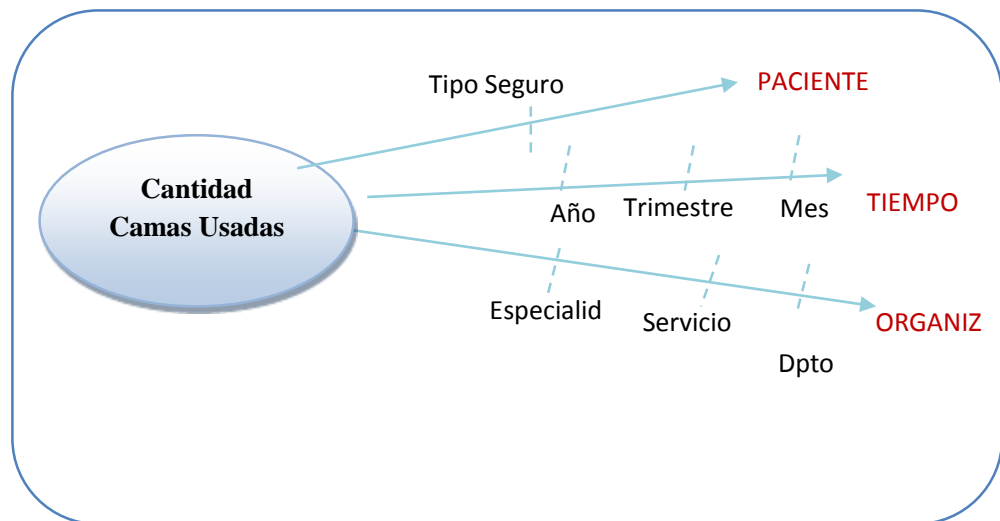 Tipo Seguro
PACIENTE
Cantidad
Camas Usadas
Año
Trimestre
Mes
TIEMPO
Especialid
Servicio
ORGANIZ
Dpto